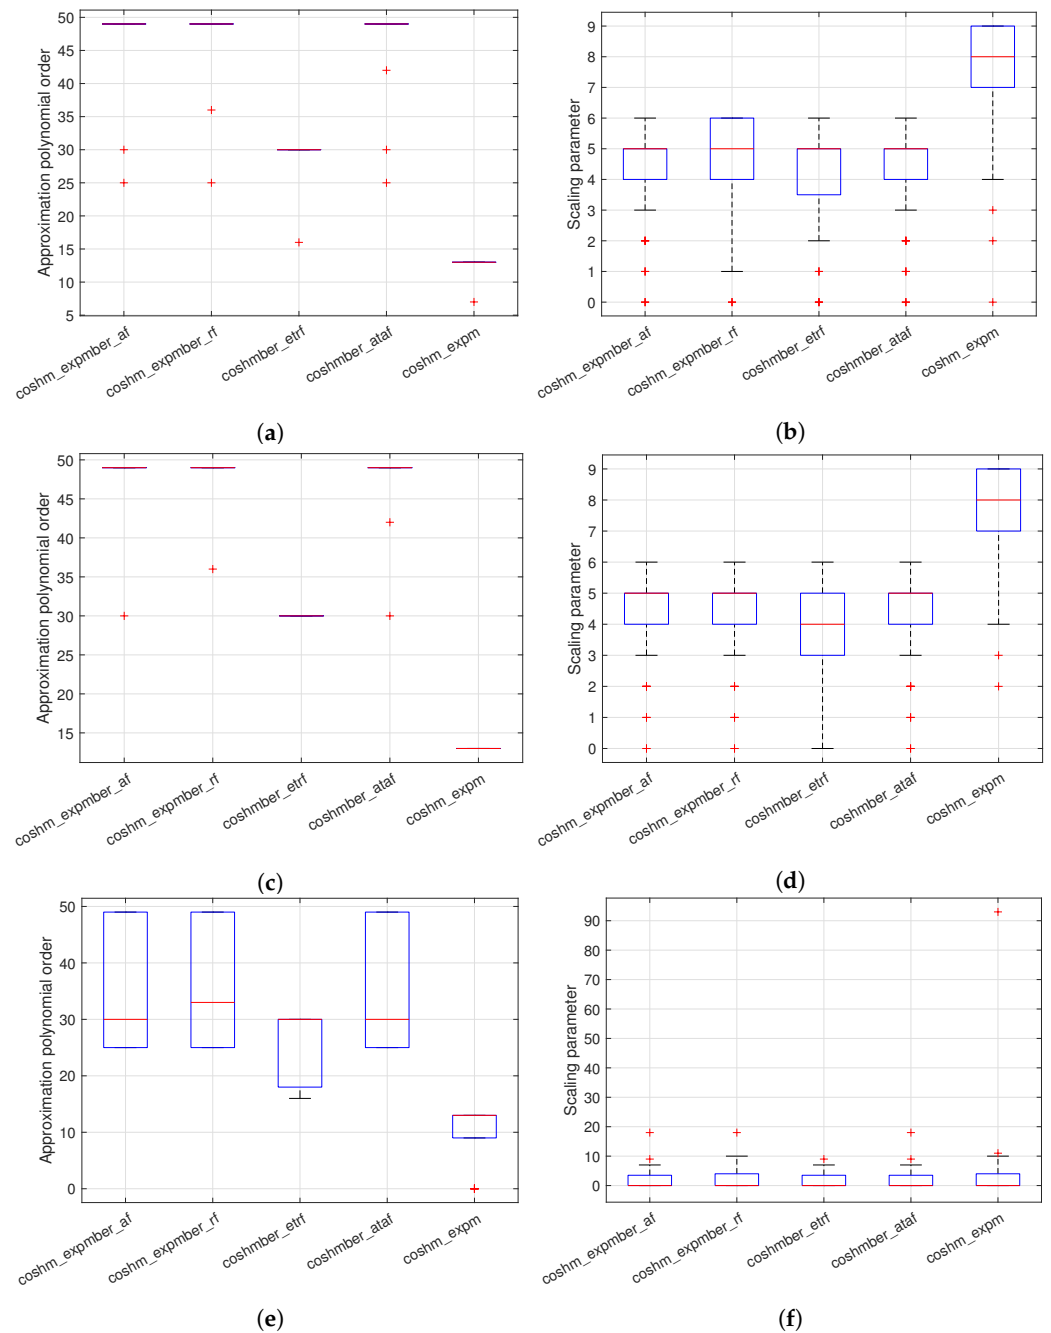 50
45
40
35
30
25
20
15
10
5
Approximation polynomial order
coshm_expmber_af
coshm_expmber_rf
coshmber_etrf
coshmber_ataf
coshm_expm
(a)
9
8
7
6
5
4
3
2
1
0
Scaling parameter
coshm_expmber_af
coshm_expmber_rf
coshmber_etrf
coshmber_ataf
coshm_expm
(b)
50
45
40
35
30
25
20
15
Approximation polynomial order
coshm_expmber_af
coshm_expmber_rf
coshmber_etrf
coshmber_ataf
coshm_expm
(c)
9
8
7
6
5
4
3
2
1
0
Scaling parameter
coshm_expmber_af
coshm_expmber_rf
coshmber_etrf
coshmber_ataf
coshm_expm
(d)
50
40
30
20
10
0
Approximation polynomial order
coshm_expmber_af
coshm_expmber_rf
coshmber_etrf
coshmber_ataf
coshm_expm
(e)
90
80
70
60
50
40
30
20
10
0
Scaling parameter
coshm_expmber_af
coshm_expmber_rf
coshmber_etrf
coshmber_ataf
coshm_expm
(f)